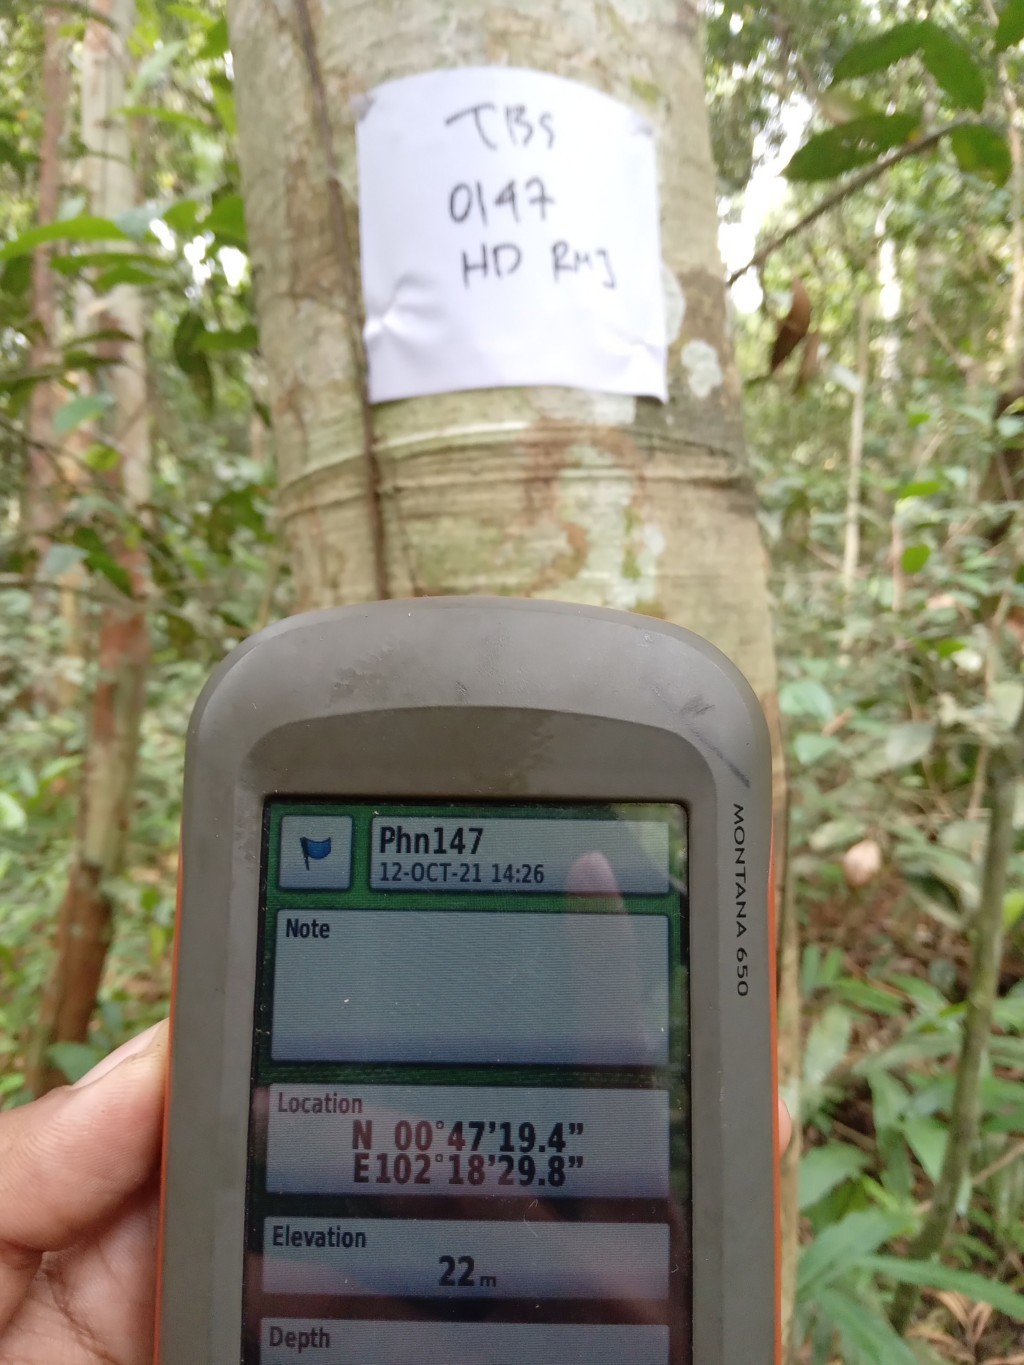 TBS
0147
HD RMJ
MONTANA 650
Phn147
12-OCT-21 14:26
Note
Location
N 00°47'19.4"
E102°18'29.8"
Elevation
22m
Depth